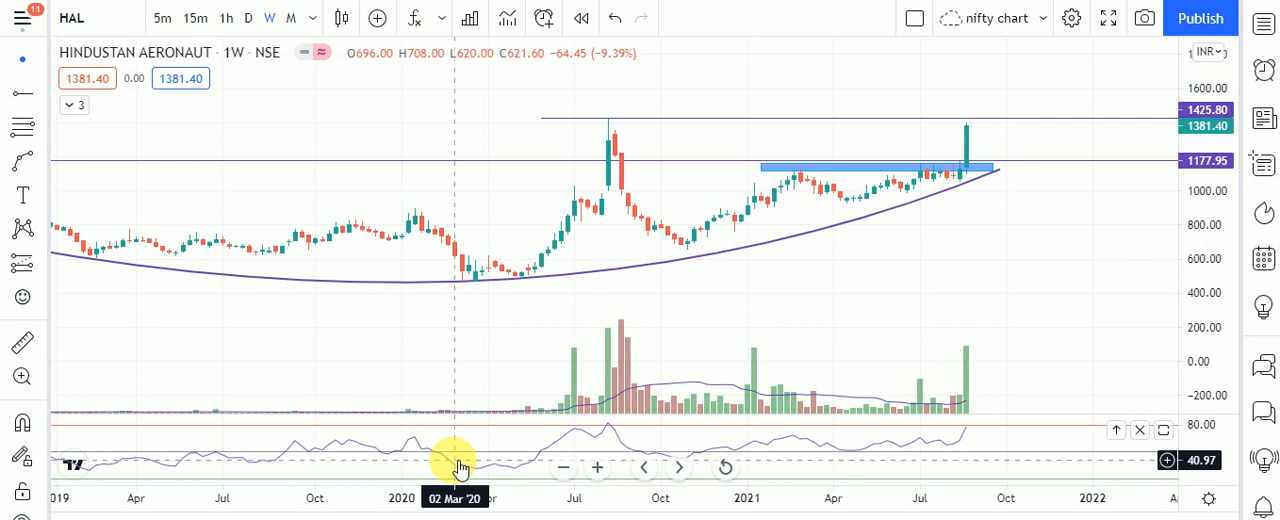 11
HAL
5m 15m 1h D W M
nifty chart
Publish
HINDUSTAN AERONAUT · 1W · NSE
O696.00 H708.00 L620.00 C621.60 −64.45 (−9.39%)
INR
1381.40 0.00 1381.40
3
1600.00
1425.80
1381.40
1177.95
1000.00
800.00
600.00
400.00
200.00
0.00
−200.00
80.00
40.97
2019 Apr Jul Oct 2020 02 Mar '20 Jul Oct 2021 Apr Jul Oct 2022